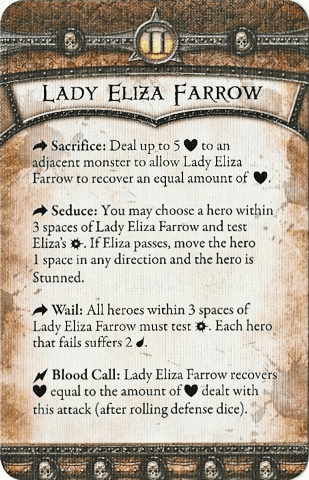 II
LADY ELIZA FARROW
Sacrifice: Deal up to 5 ♥ to an
adjacent monster to allow Lady Eliza
Farrow to recover an equal amount of ♥.
Seduce: You may choose a hero within
3 spaces of Lady Eliza Farrow and test
Eliza's. If Eliza passes, move the hero
1 space in any direction and the hero is
Stunned.
Wail: All heroes within 3 spaces of
Lady Eliza Farrow must test. Each hero
that fails suffers 2.
Blood Call: Lady Eliza Farrow recovers
♥ equal to the amount of ♥ dealt with
this attack (after rolling defense dice).